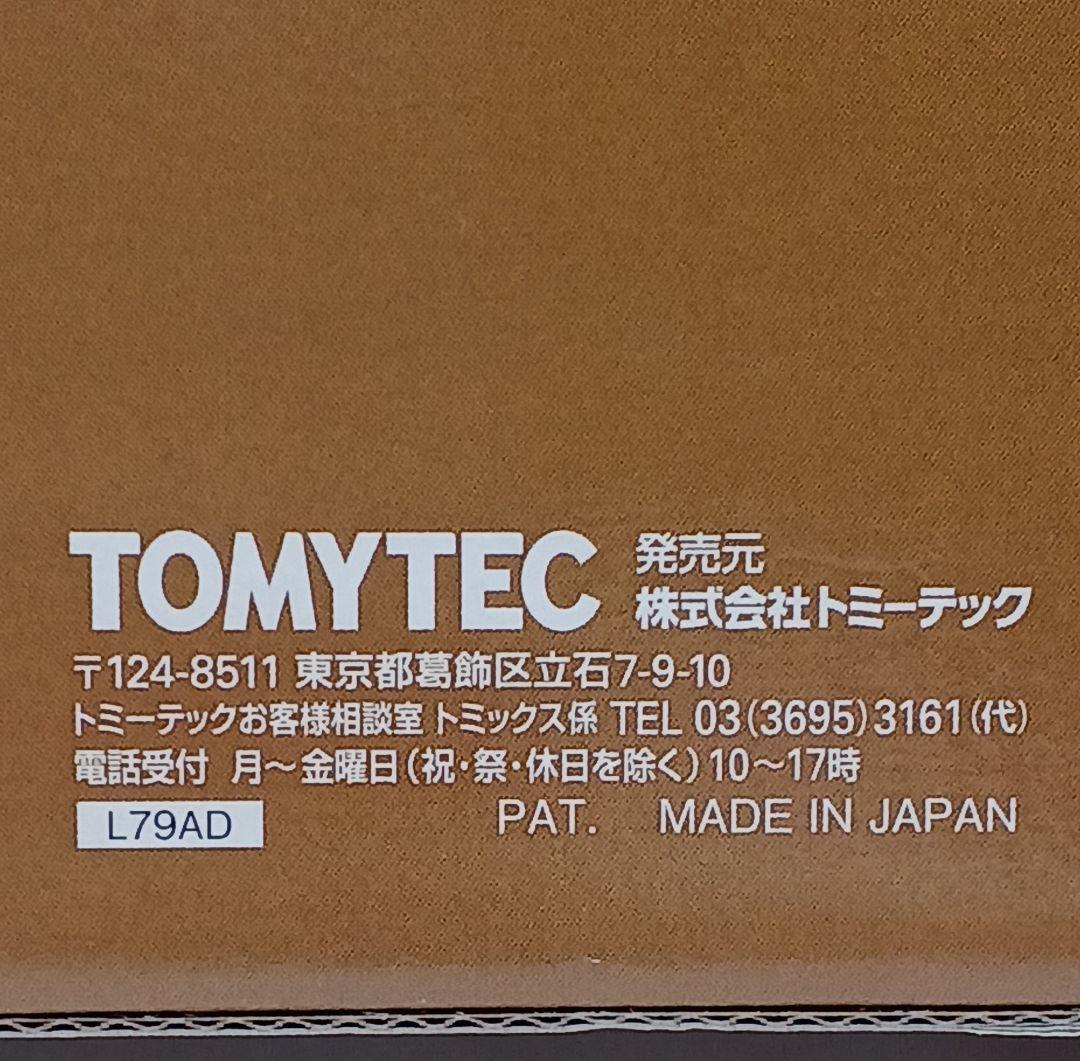 TOMYTEC 発売元
株式会社トミーテック
〒124-8511 東京都葛飾区立石7-9-10
トミーテックお客様相談室 トミックス係 TEL 03(3695)3161(代)
電話受付 月～金曜日(祝・祭・休日を除く)10～17時
L79AD PAT. MADE IN JAPAN